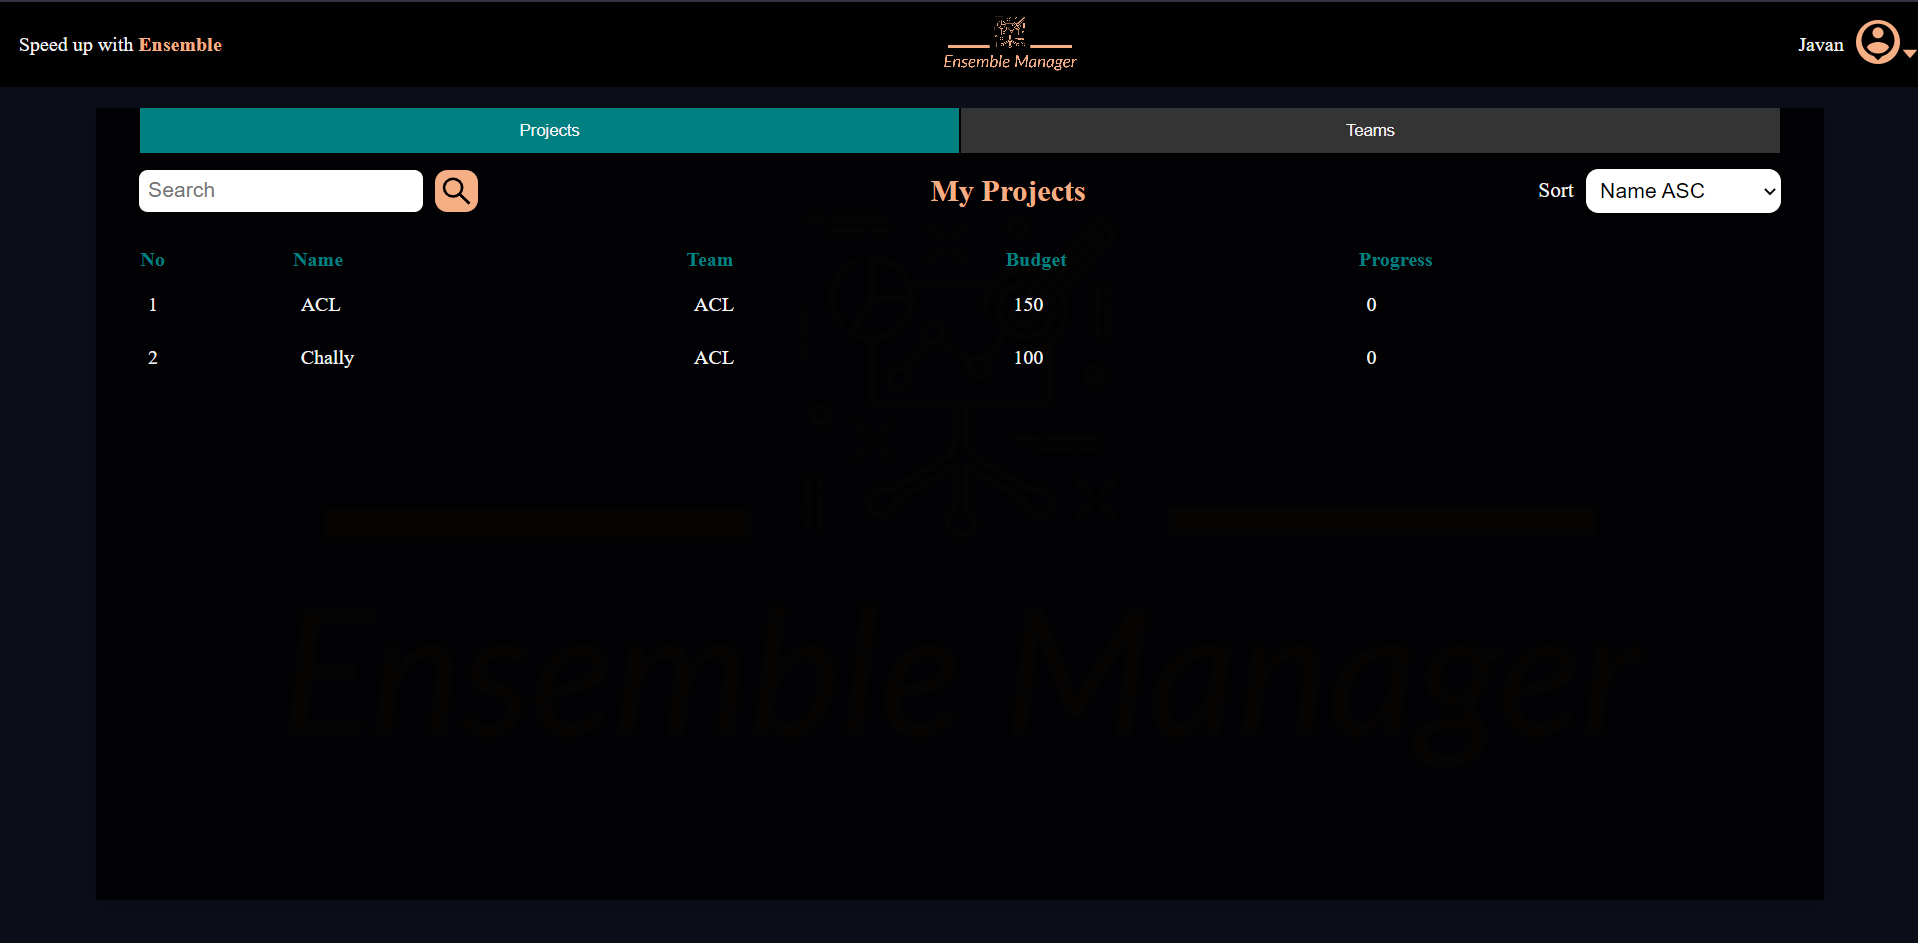 Speed up with Ensemble
Ensemble Manager
Javan
Projects
Teams
Search
My Projects
Sort
Name ASC
No Name Team Budget Progress
1 ACL ACL 150 0
2 Chally ACL 100 0
Ensemble Manager